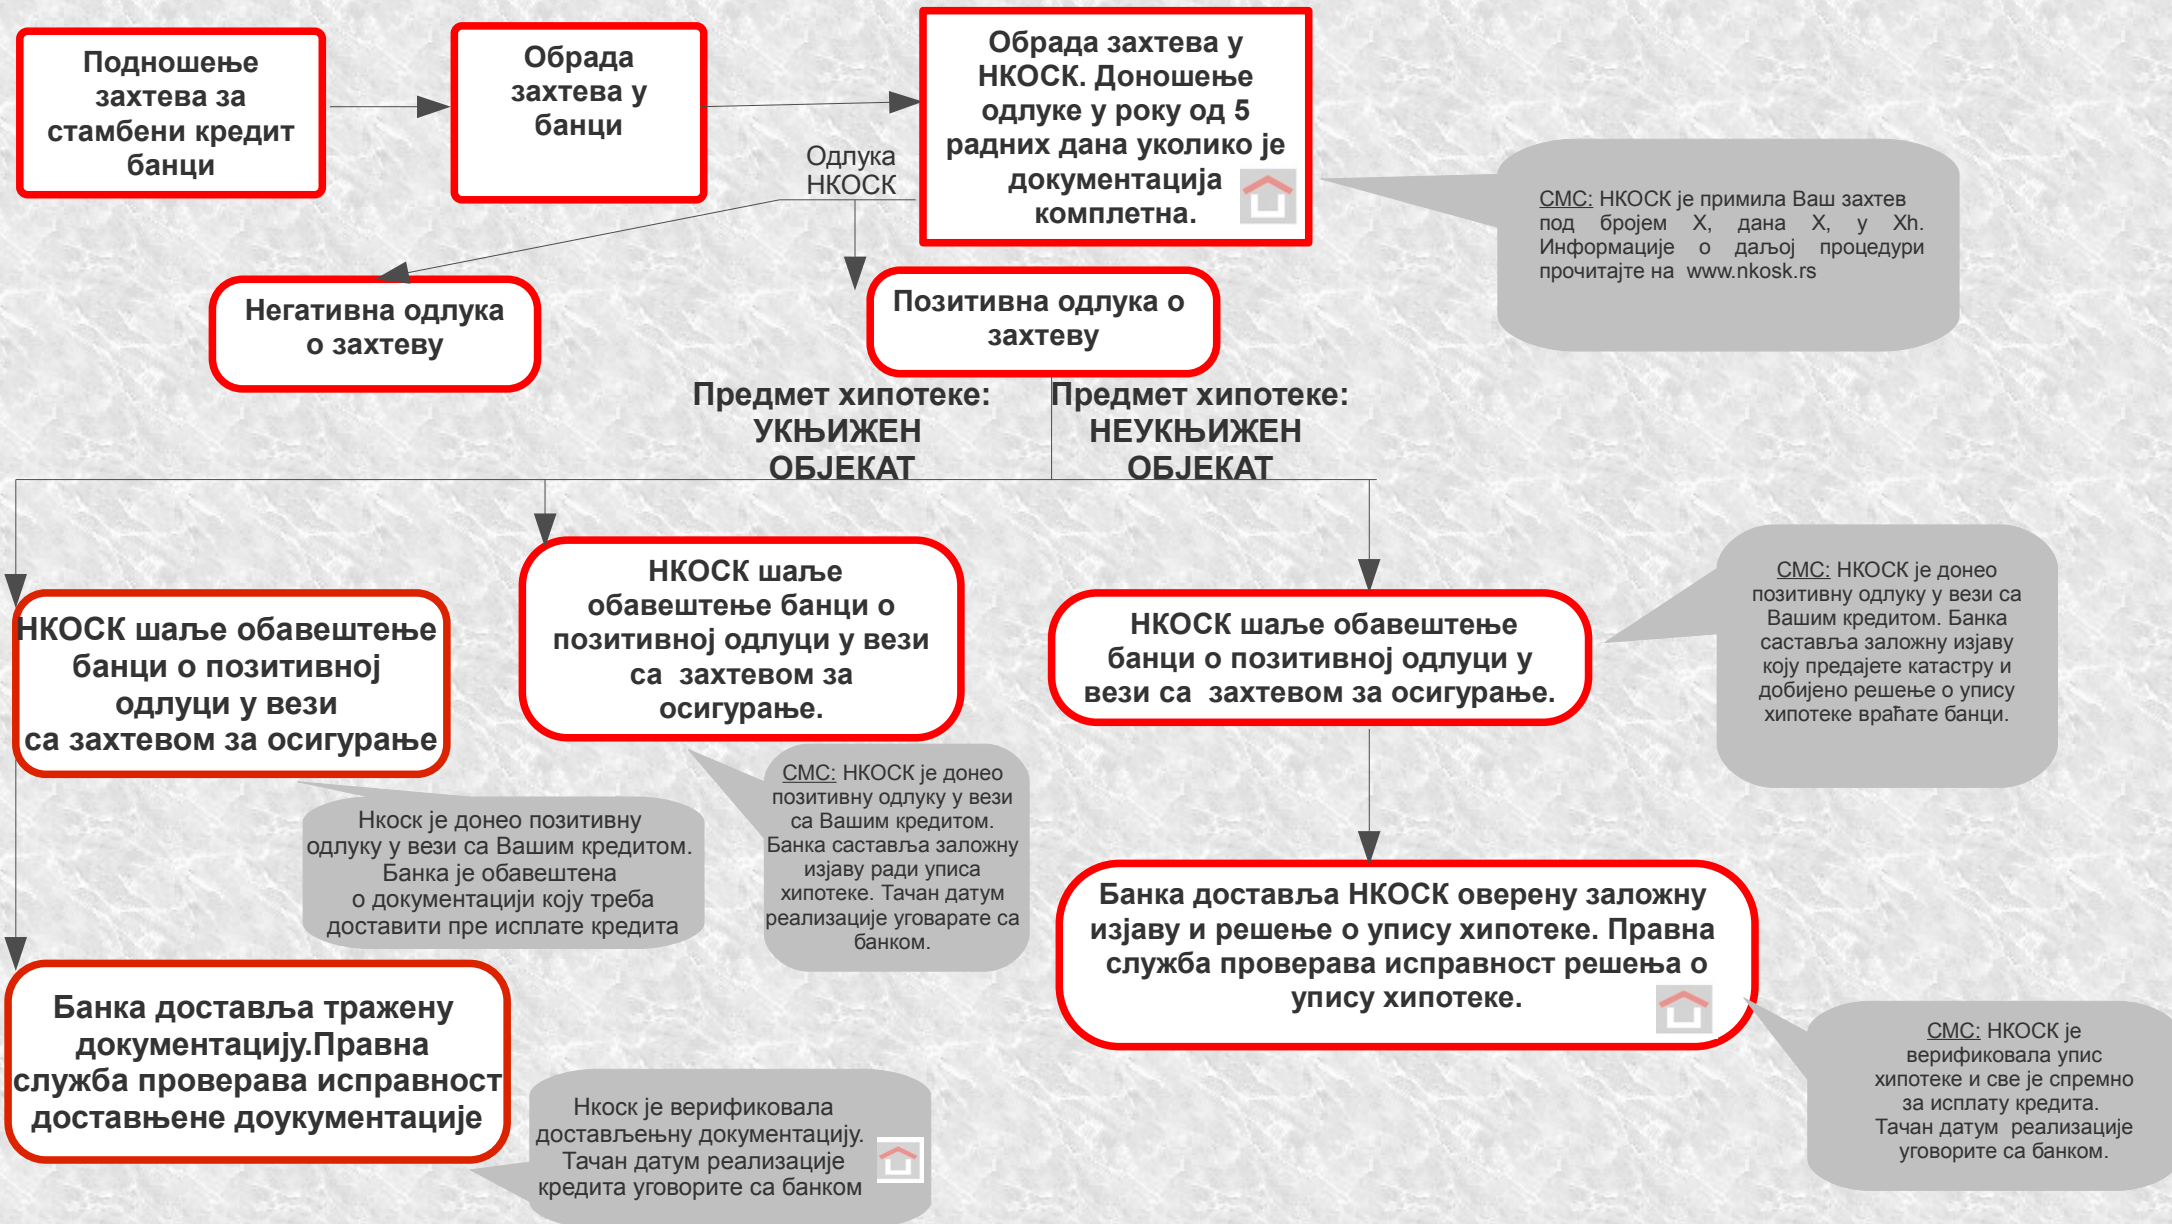 Подношење
захтева за
стамбени кредит
банци
Обрада
захтева у
банци
Обрада захтева у
НКОСК. Доношење
одлуке у року од 5
радних дана уколико је
документација
комплетна.
Одлука
НКОСК
СМС: НКОСК је примила Ваш захтев
под бројем X, дана X, у Xh.
Информације о даљој процедури
прочитајте на www.nkosk.rs
Негативна одлука
о захтеву
Позитивна одлука о
захтеву
Предмет хипотеке:
УКЊИЖЕН
ОБЈЕКАТ
Предмет хипотеке:
НЕУКЊИЖЕН
ОБЈЕКАТ
НКОСК шаље обавештење
банци о позитивној
одлуци у вези
са захтевом за осигурање
НКОСК шаље
обавештење банци о
позитивној одлуци у вези
са захтевом за
осигурање.
НКОСК шаље обавештење
банци о позитивној одлуци у
вези са захтевом за осигурање.
СМС: НКОСК је донео
позитивну одлуку у вези са
Вашим кредитом. Банка
саставља заложну изјаву
коју предајете катастру и
добијено решење о упису
хипотеке враћате банци.
Нкоск је донео позитивну
одлуку у вези са Вашим кредитом.
Банка је обавештена
о документацији коју треба
доставити пре исплате кредита
СМС: НКОСК је донео
позитивну одлуку у вези
са Вашим кредитом.
Банка саставља заложну
изјаву ради уписа
хипотеке. Тачан датум
реализације уговарате са
банком.
Банка доставља НКОСК оверену заложну
изјаву и решење о упису хипотеке. Правна
служба проверава исправност решења о
упису хипотеке.
Банка доставља тражену
документацију.Правна
служба проверава исправност
доставњене доукументације
Нкоск је верификовала
достављењну документацију.
Тачан датум реализације
кредита уговорите са банком
СМС: НКОСК је
верификовала упис
хипотеке и све је спремно
за исплату кредита.
Тачан датум реализације
уговорите са банком.